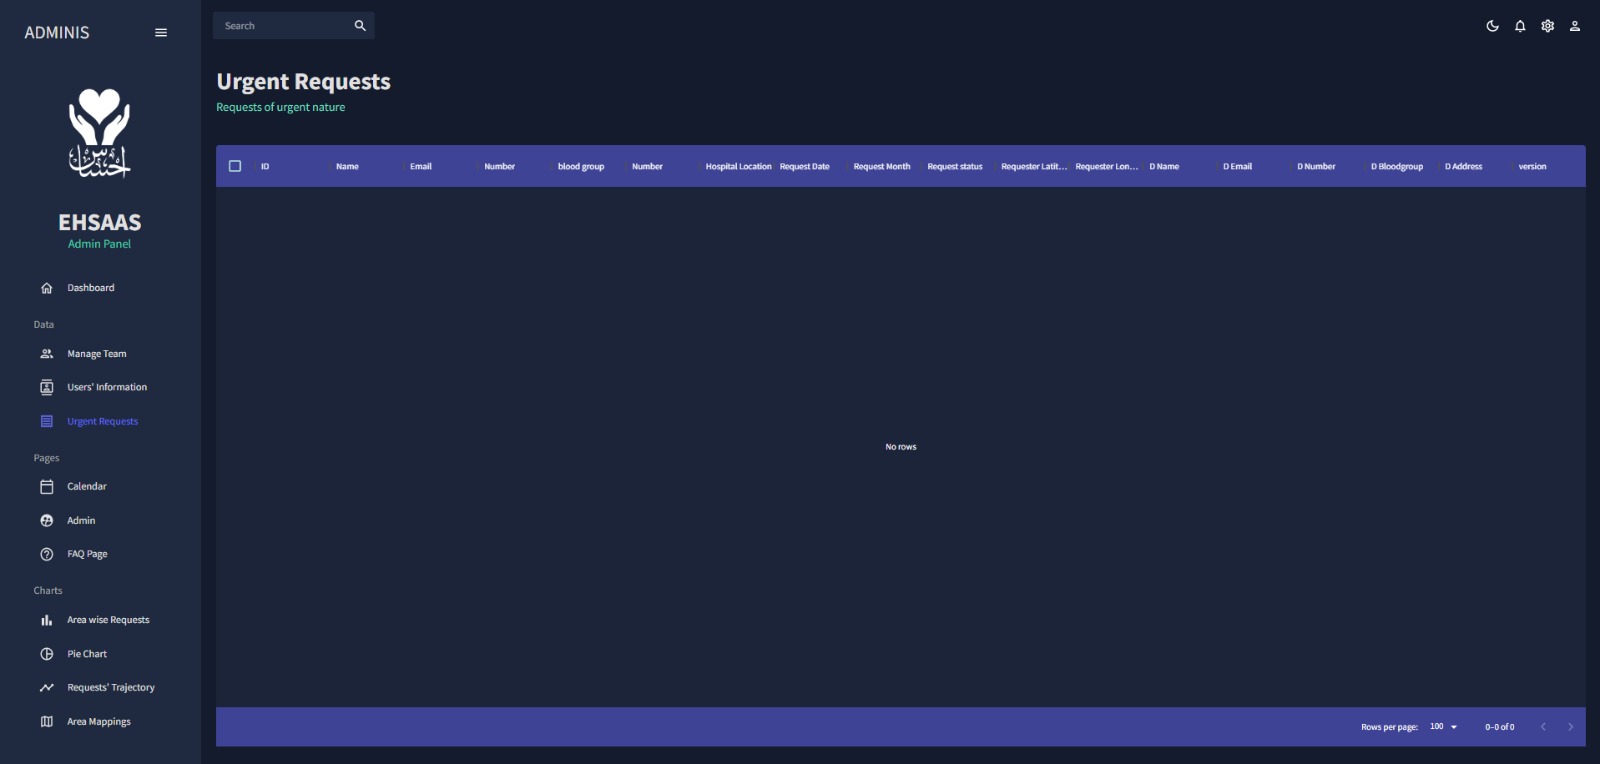 ADMINIS
Search
احساس
EHSAAS
Admin Panel
Dashboard
Data
Manage Team
Users' Information
Urgent Requests
Pages
Calendar
Admin
FAQ Page
Charts
Area wise Requests
Pie Chart
Requests' Trajectory
Area Mappings
Urgent Requests
Requests of urgent nature
ID Name Email Number blood group Number Hospital Location Request Date Request Month Request status Requester Latit... Requester Lon... D Name D Email D Number D Bloodgroup D Address version
No rows
Rows per page: 100 0–0 of 0